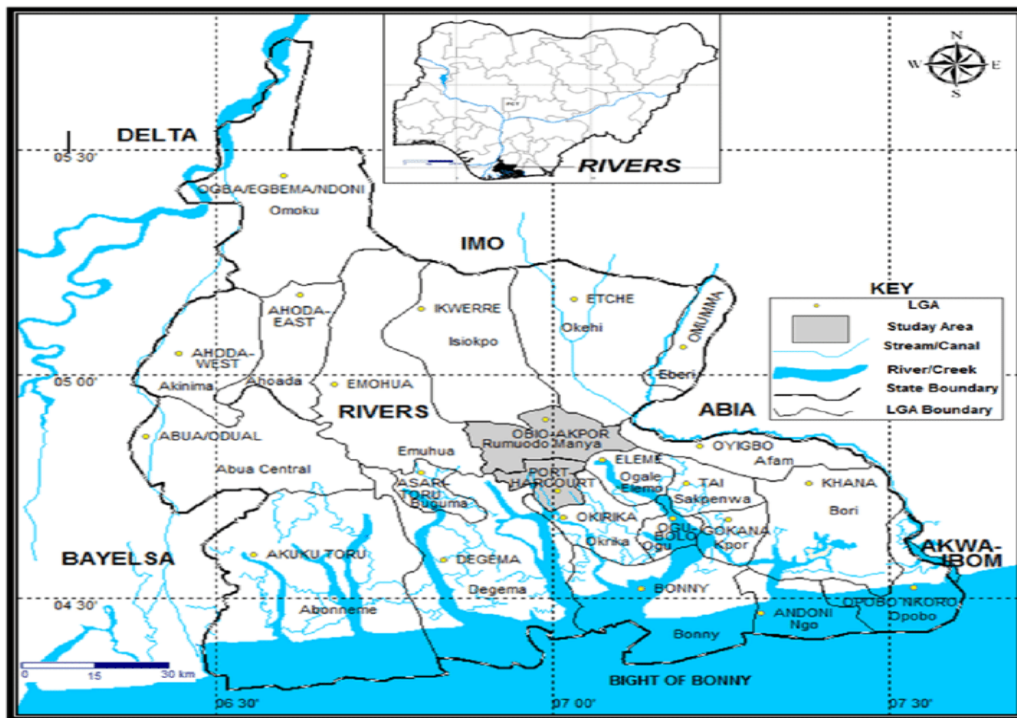 N
W E
S
FCT
RIVERS
DELTA
05 30'
OGBA/EGBEMA/NDONI
Omoku
IMO
KEY
LGA
Studay Area
Stream/Canal
River/Creek
State Boundary
LGA Boundary
AHODA-
EAST
IKWERRE
ETCHE
OMUMMA
Isiokpo
Okehi
AHODA-
WEST
05 00'
Akinima
Ahoada
EMOHUA
Eberi
RIVERS
ABIA
OBIO-AKPOR
ABUA/ODUAL
Rumuodo Manya
OYIGBO
Emuhua
Afam
Abua Central
ELEME
PORT-
HARCOURT
Ogale
Elemo
ASARI-
TORU
Buguma
TAI
Sakpenwa
KHANA
Bori
OKIRIKA
Okrika
OGU-
BOLO
Ogu
GOKANA
Kpor
BAYELSA
AKUKU TORU
DEGEMA
AKWA-
IBOM
Degema
BONNY
04 30'
Abonneme
OPOBO NKORO
Opobo
ANDONI
Ngo
Bonny
0 15 30 km
BIGHT OF BONNY
06 30' 07 00' 07 30'